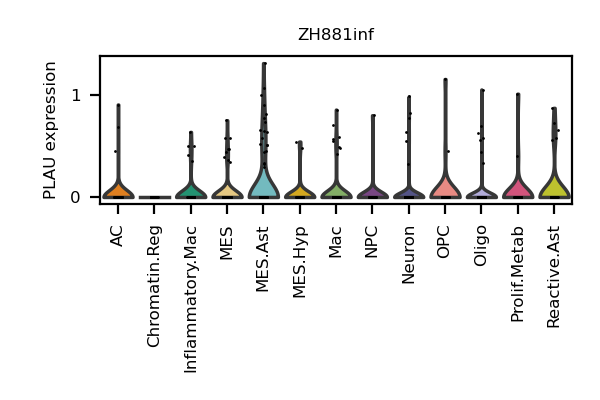 ZH881inf
PLAU expression
1
0
AC
Chromatin.Reg
Inflammatory.Mac
MES
MES.Ast
MES.Hyp
Mac
NPC
Neuron
OPC
Oligo
Prolif.Metab
Reactive.Ast